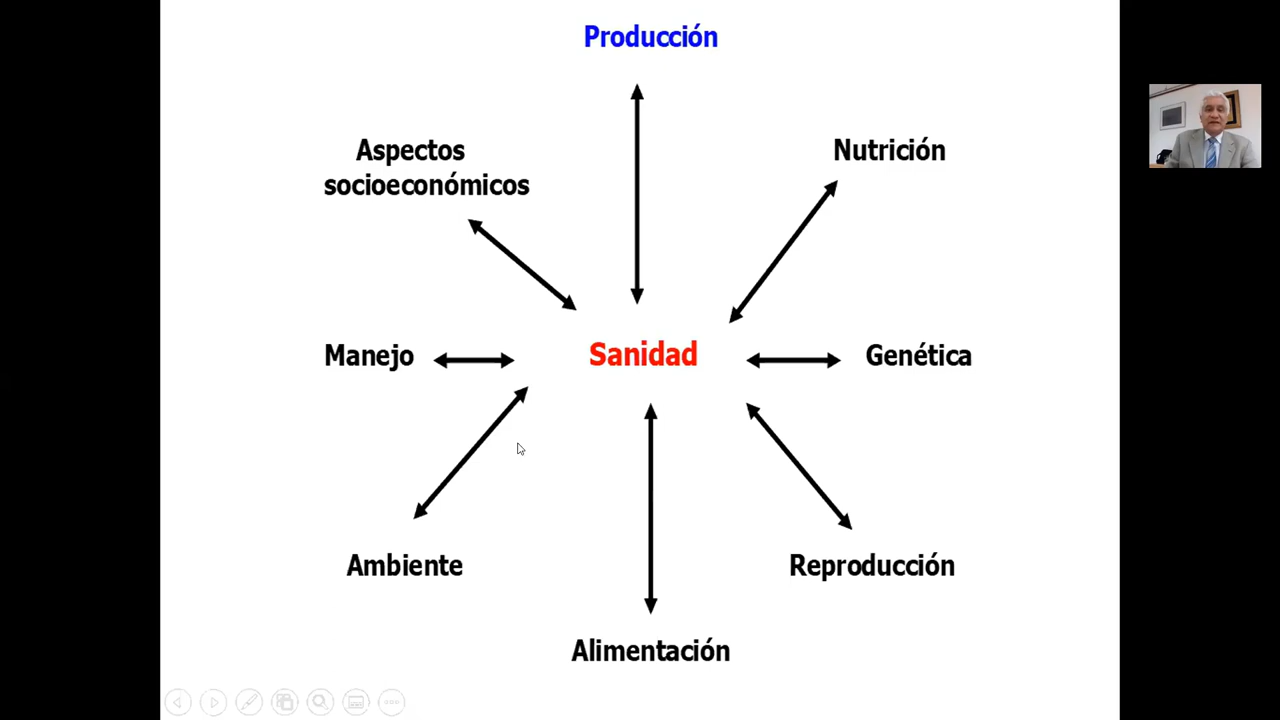 Producción
Aspectos
socioeconómicos
Nutrición
Manejo
Sanidad
Genética
Ambiente
Reproducción
Alimentación